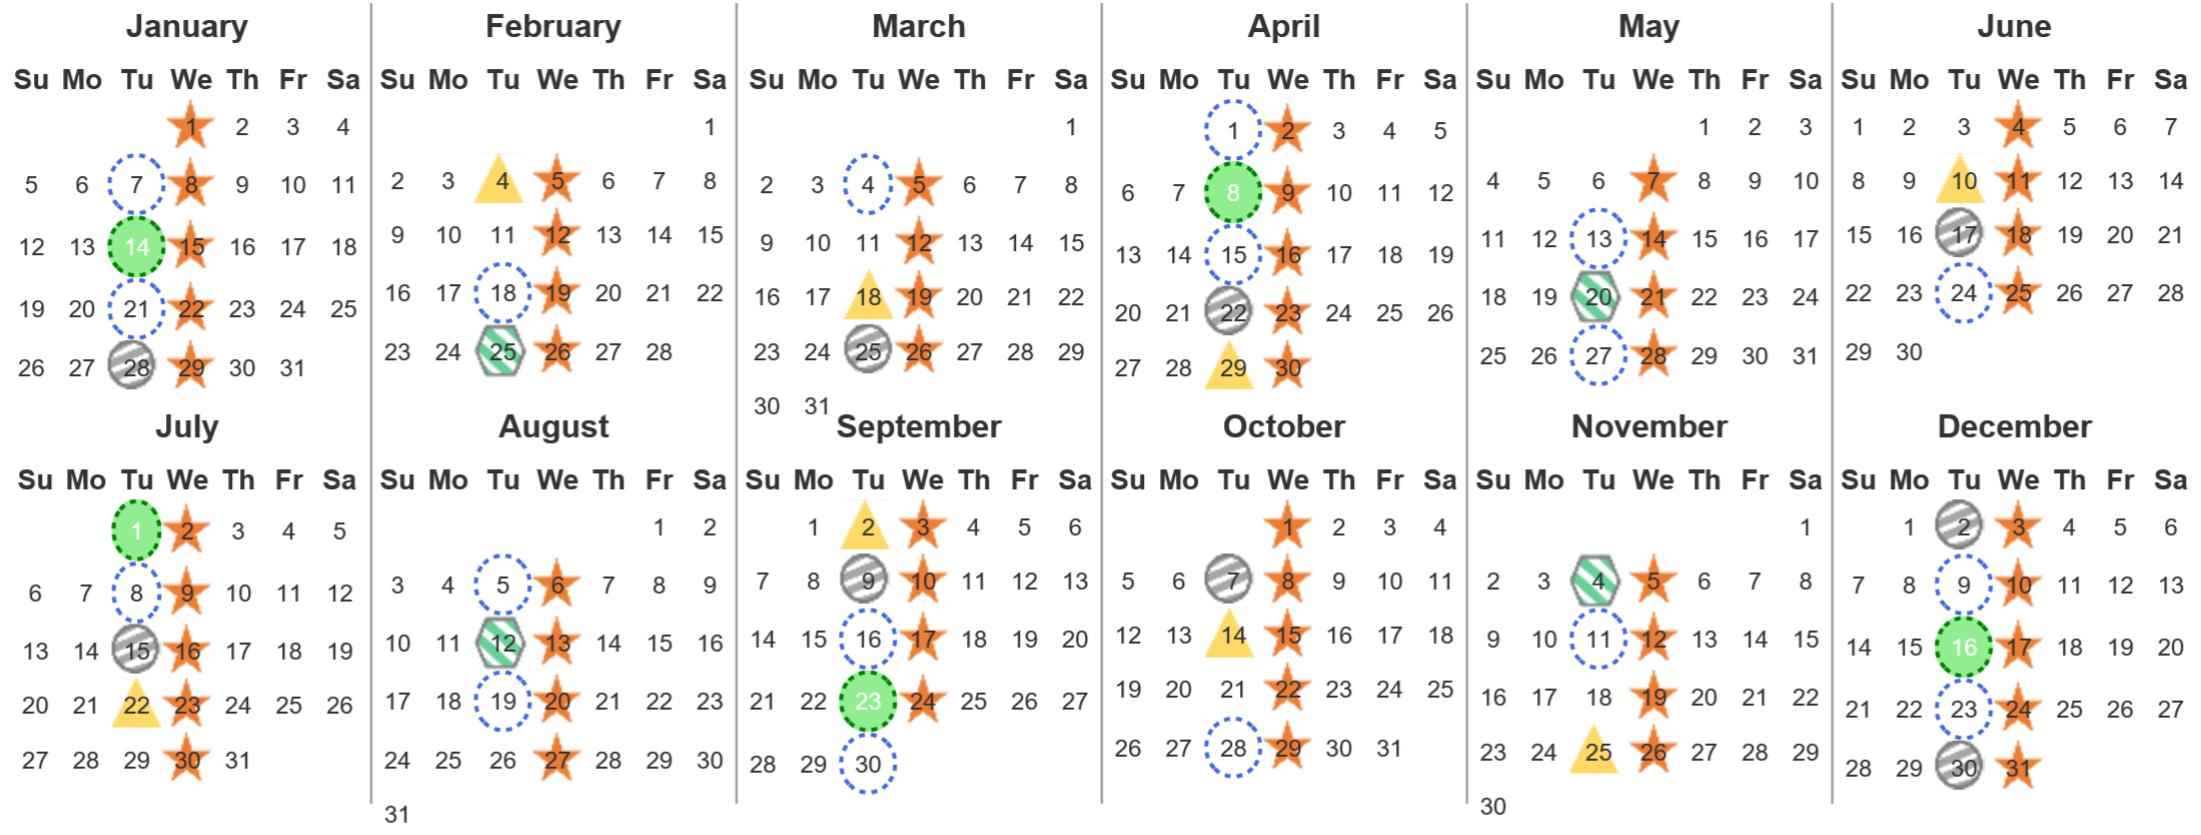 January February March April May June
Su Mo Tu We Th Fr Sa Su Mo Tu We Th Fr Sa Su Mo Tu We Th Fr Sa Su Mo Tu We Th Fr Sa Su Mo Tu We Th Fr Sa Su Mo Tu We Th Fr Sa
1 2 3 4 1 1 1 2 3 4 5 1 2 3 1 2 3 4 5 6 7
5 6 7 8 9 10 11 2 3 4 5 6 7 8 2 3 4 5 6 7 8 6 7 8 9 10 11 12 4 5 6 7 8 9 10 8 9 10 11 12 13 14
12 13 14 15 16 17 18 9 10 11 12 13 14 15 9 10 11 12 13 14 15 13 14 15 16 17 18 19 11 12 13 14 15 16 17 15 16 17 18 19 20 21
19 20 21 22 23 24 25 16 17 18 19 20 21 22 16 17 18 19 20 21 22 20 21 22 23 24 25 26 18 19 20 21 22 23 24 22 23 24 25 26 27 28
26 27 28 29 30 31 23 24 25 26 27 28 23 24 25 26 27 28 29 27 28 29 30 25 26 27 28 29 30 31 29 30
30 31
July August September October November December
Su Mo Tu We Th Fr Sa Su Mo Tu We Th Fr Sa Su Mo Tu We Th Fr Sa Su Mo Tu We Th Fr Sa Su Mo Tu We Th Fr Sa Su Mo Tu We Th Fr Sa
1 2 3 4 5 1 2 1 2 3 4 5 6 1 2 3 4 1 1 2 3 4 5 6
6 7 8 9 10 11 12 3 4 5 6 7 8 9 7 8 9 10 11 12 13 5 6 7 8 9 10 11 2 3 4 5 6 7 8 7 8 9 10 11 12 13
13 14 15 16 17 18 19 10 11 12 13 14 15 16 14 15 16 17 18 19 20 12 13 14 15 16 17 18 9 10 11 12 13 14 15 14 15 16 17 18 19 20
20 21 22 23 24 25 26 17 18 19 20 21 22 23 21 22 23 24 25 26 27 19 20 21 22 23 24 25 16 17 18 19 20 21 22 21 22 23 24 25 26 27
27 28 29 30 31 24 25 26 27 28 29 30 28 29 30 26 27 28 29 30 31 23 24 25 26 27 28 29 28 29 30 31
31 30